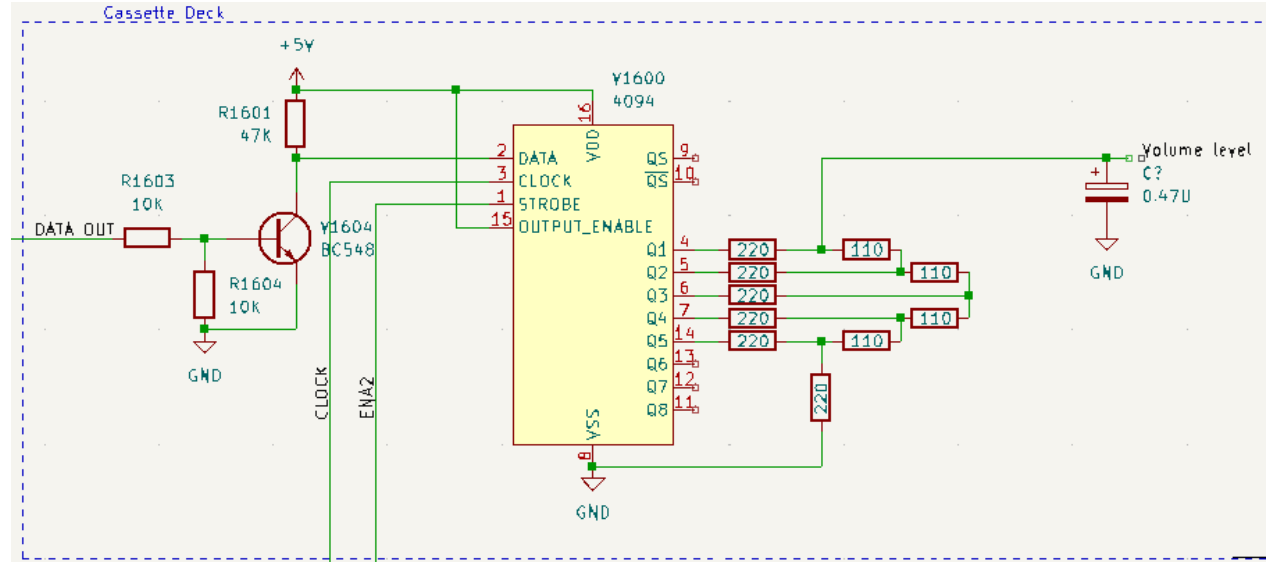 Cassette Deck
+5V
R1601
47K
V1600
4094
16
VDD
2 DATA
3 CLOCK
1 STROBE
15 OUTPUT_ENABLE
QS 9
QS 10
Q1 4
Q2 5
Q3 6
Q4 7
Q5 14
Q6 13
Q7 12
Q8 11
VSS
8
GND
R1603
10K
DATA OUT
V1604
BC548
R1604
10K
GND
CLOCK
ENA2
220 110
220 110
220
220 110
220 110
220
Volume level
+ C?
0.47U
GND